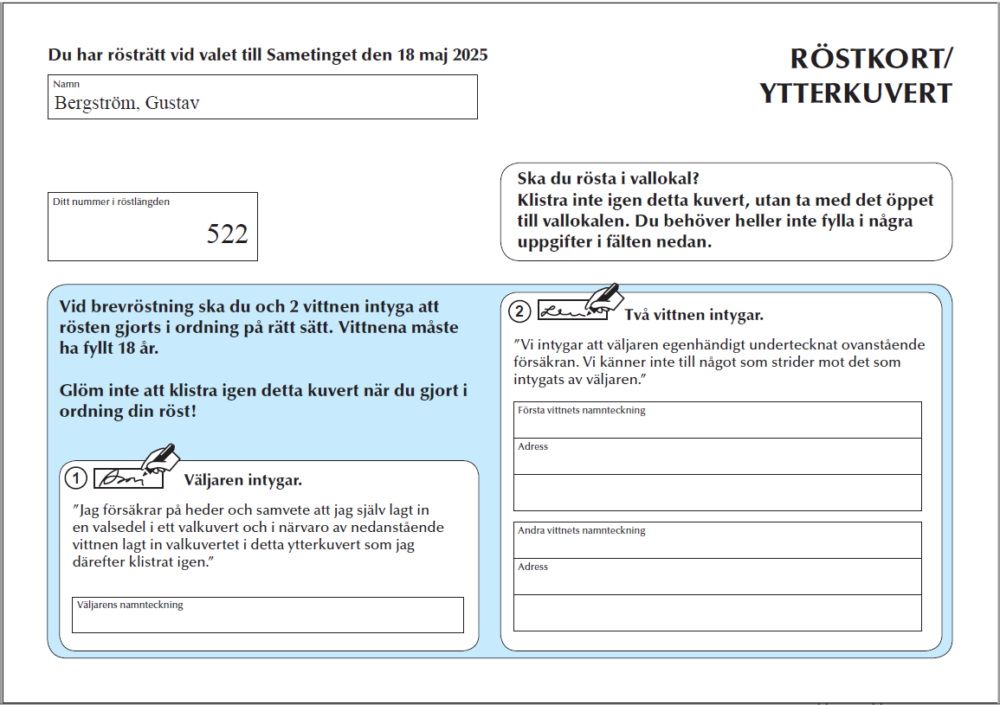 Du har rösträtt vid valet till Sametinget den 18 maj 2025
RÖSTKORT/
YTTERKUVERT
Namn
Bergström, Gustav
Ditt nummer i röstlängden
522
Ska du rösta i vallokal?
Klistra inte igen detta kuvert, utan ta med det öppet
till vallokalen. Du behöver heller inte fylla i några
uppgifter i fälten nedan.
Vid brevröstning ska du och 2 vittnen intyga att
rösten gjorts i ordning på rätt sätt. Vittnena måste
ha fyllt 18 år.
Glöm inte att klistra igen detta kuvert när du gjort i
ordning din röst!
1 Väljaren intygar.
”Jag försäkrar på heder och samvete att jag själv lagt in
en valsedel i ett valkuvert och i närvaro av nedanstående
vittnen lagt in valkuvertet i detta ytterkuvert som jag
därefter klistrat igen.”
Väljarens namnteckning
2 Två vittnen intygar.
”Vi intygar att väljaren egenhändigt undertecknat ovanstående
försäkran. Vi känner inte till något som strider mot det som
intygats av väljaren.”
Första vittnets namnteckning
Adress
Andra vittnets namnteckning
Adress